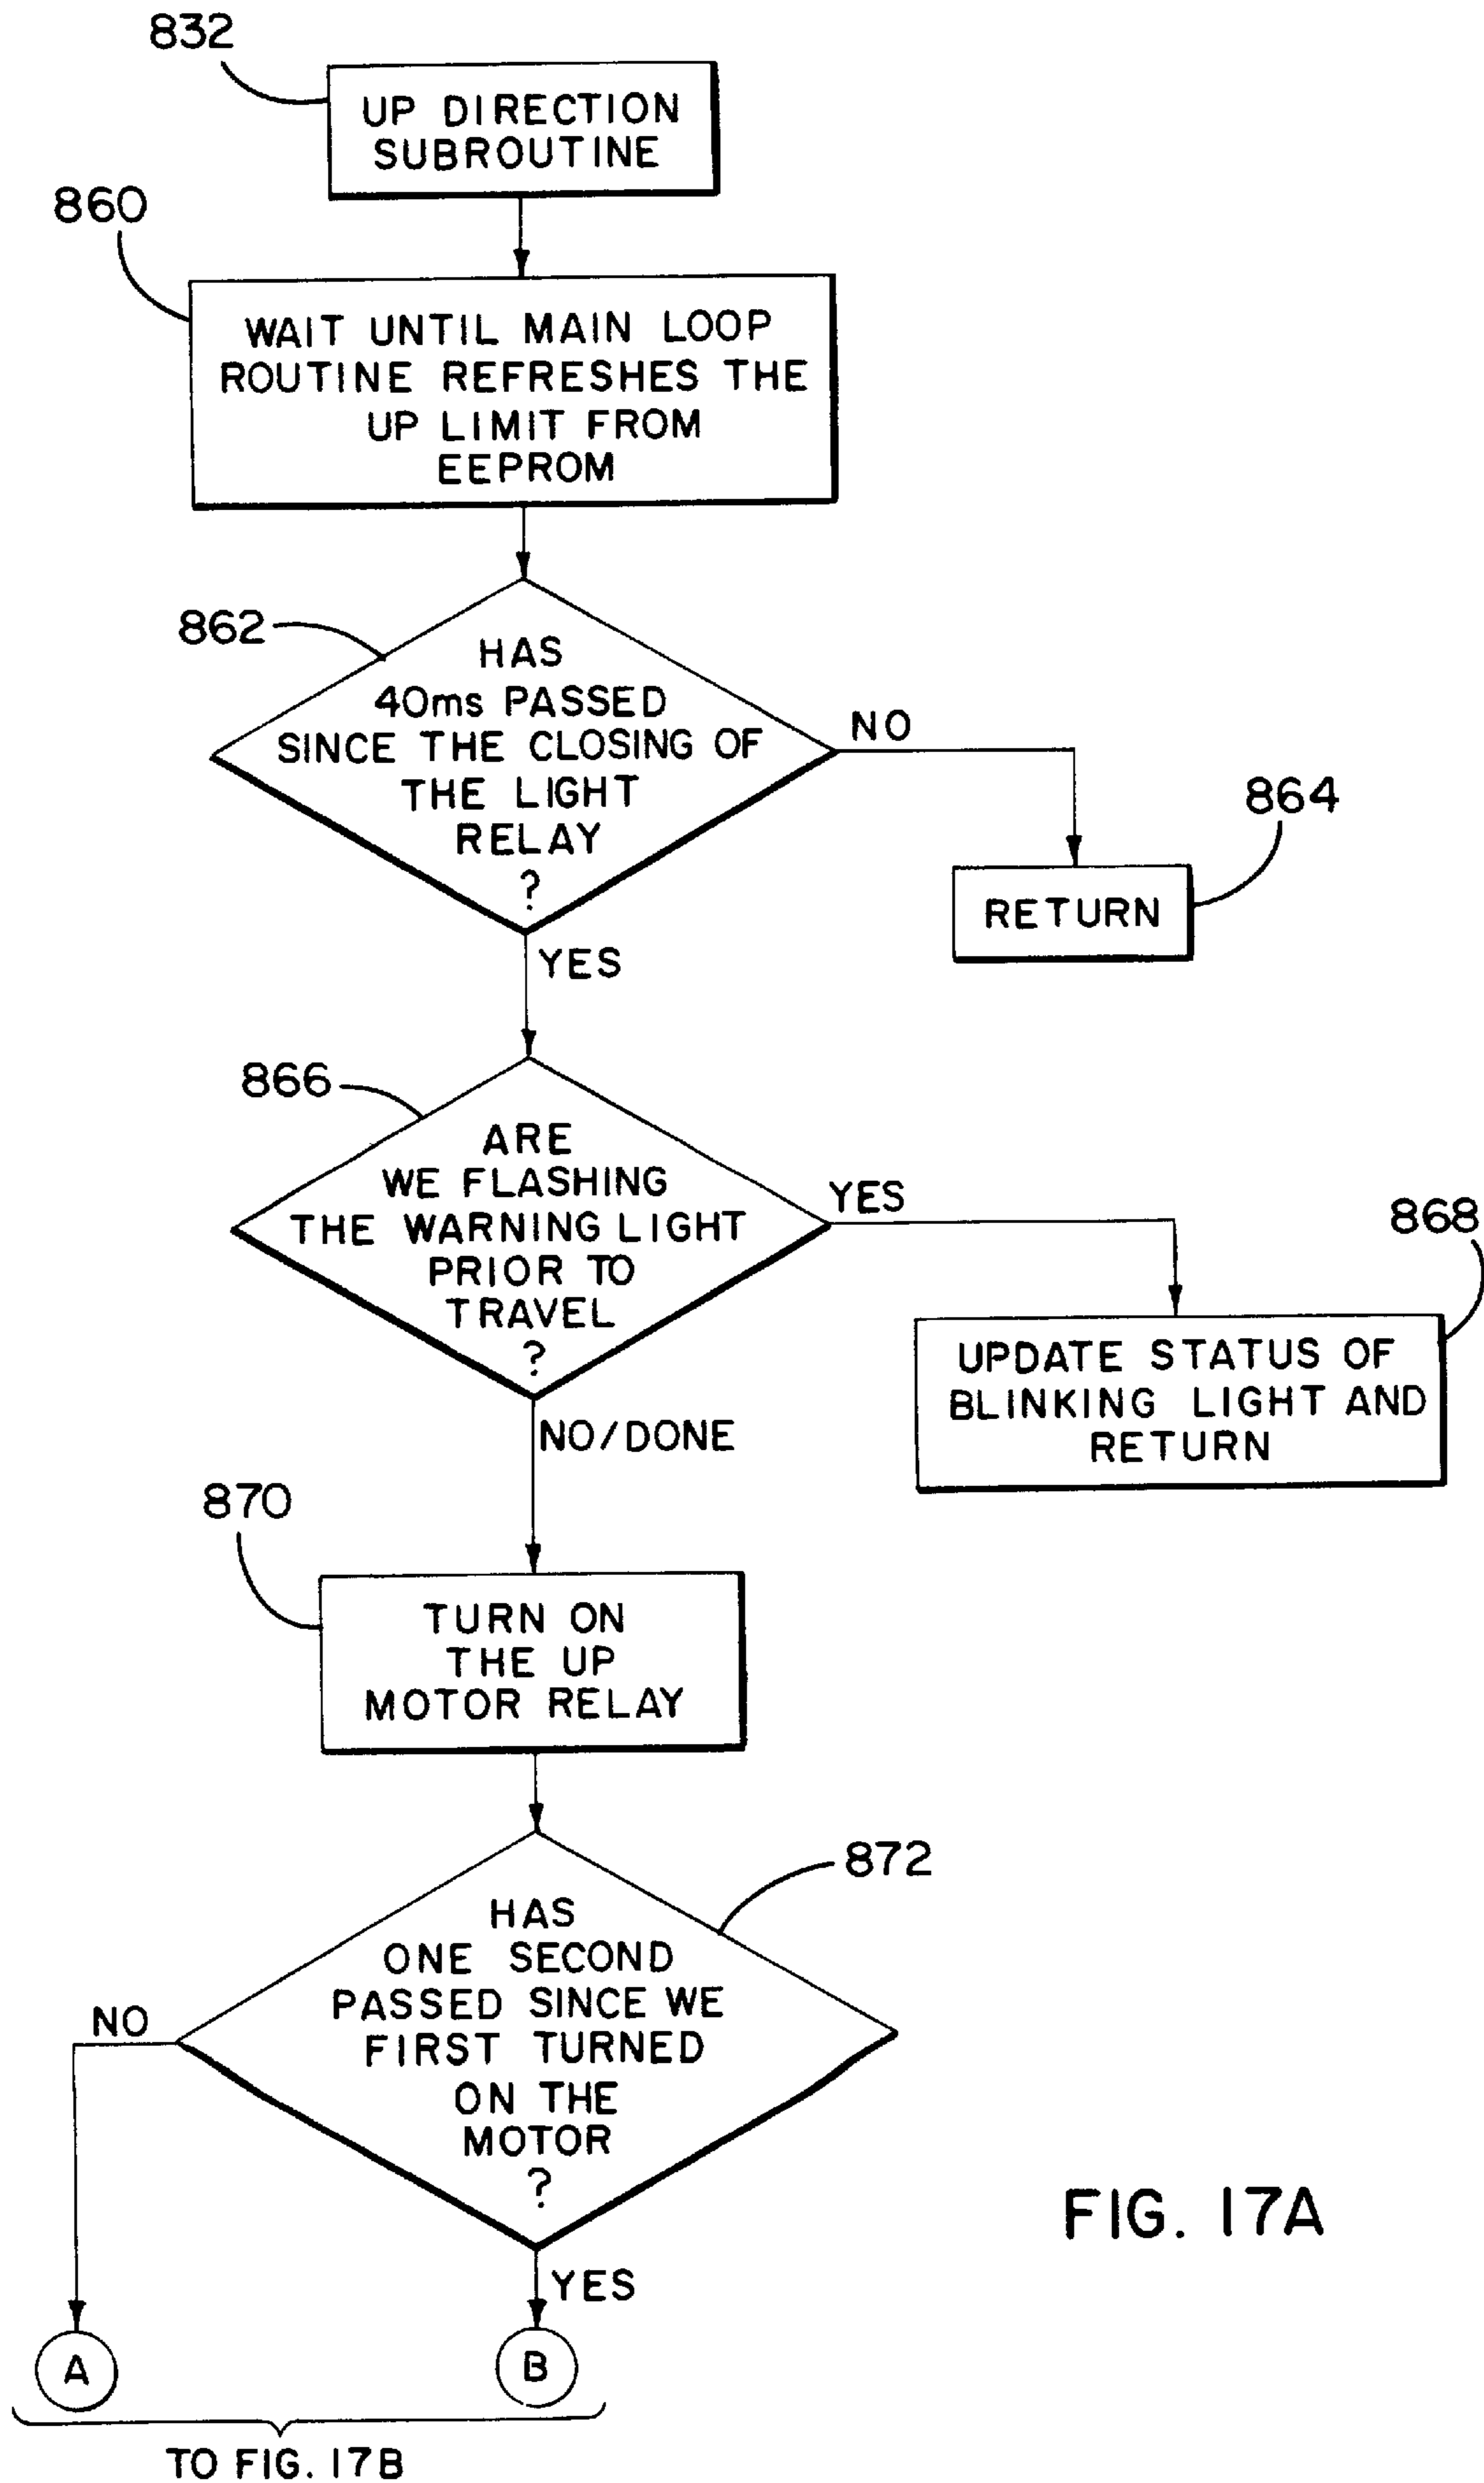 832
UP DIRECTION
SUBROUTINE
860
WAIT UNTIL MAIN LOOP
ROUTINE REFRESHES THE
UP LIMIT FROM
EEPROM
862
HAS
40ms PASSED
SINCE THE CLOSING OF
THE LIGHT
RELAY
?
NO
864
RETURN
YES
866
ARE
WE FLASHING
THE WARNING LIGHT
PRIOR TO
TRAVEL
?
YES
868
UPDATE STATUS OF
BLINKING LIGHT AND
RETURN
NO/DONE
870
TURN ON
THE UP
MOTOR RELAY
872
HAS
ONE SECOND
PASSED SINCE WE
FIRST TURNED
ON THE
MOTOR
?
NO
YES
A
B
TO FIG. 17B
FIG. 17A